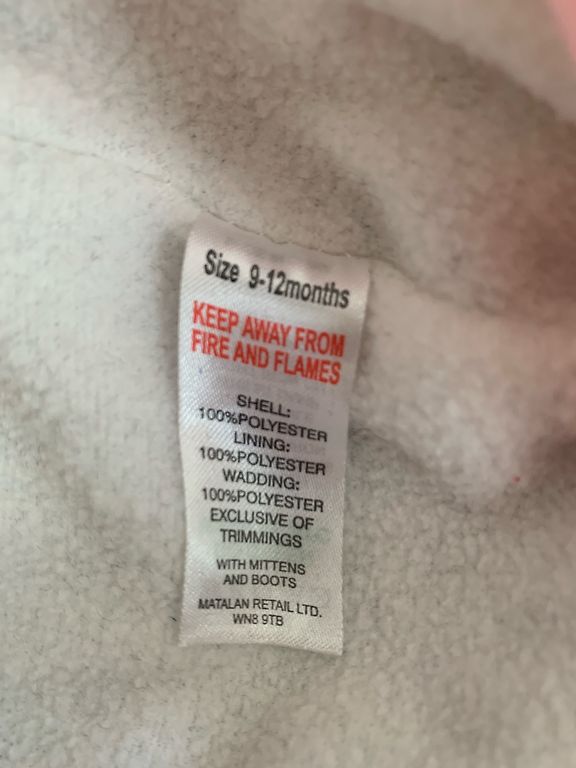 Size 9-12months
KEEP AWAY FROM
FIRE AND FLAMES
SHELL:
100%POLYESTER
LINING:
100%POLYESTER
WADDING:
100%POLYESTER
EXCLUSIVE OF
TRIMMINGS
WITH MITTENS
AND BOOTS
MATALAN RETAIL LTD.
WN8 9TB